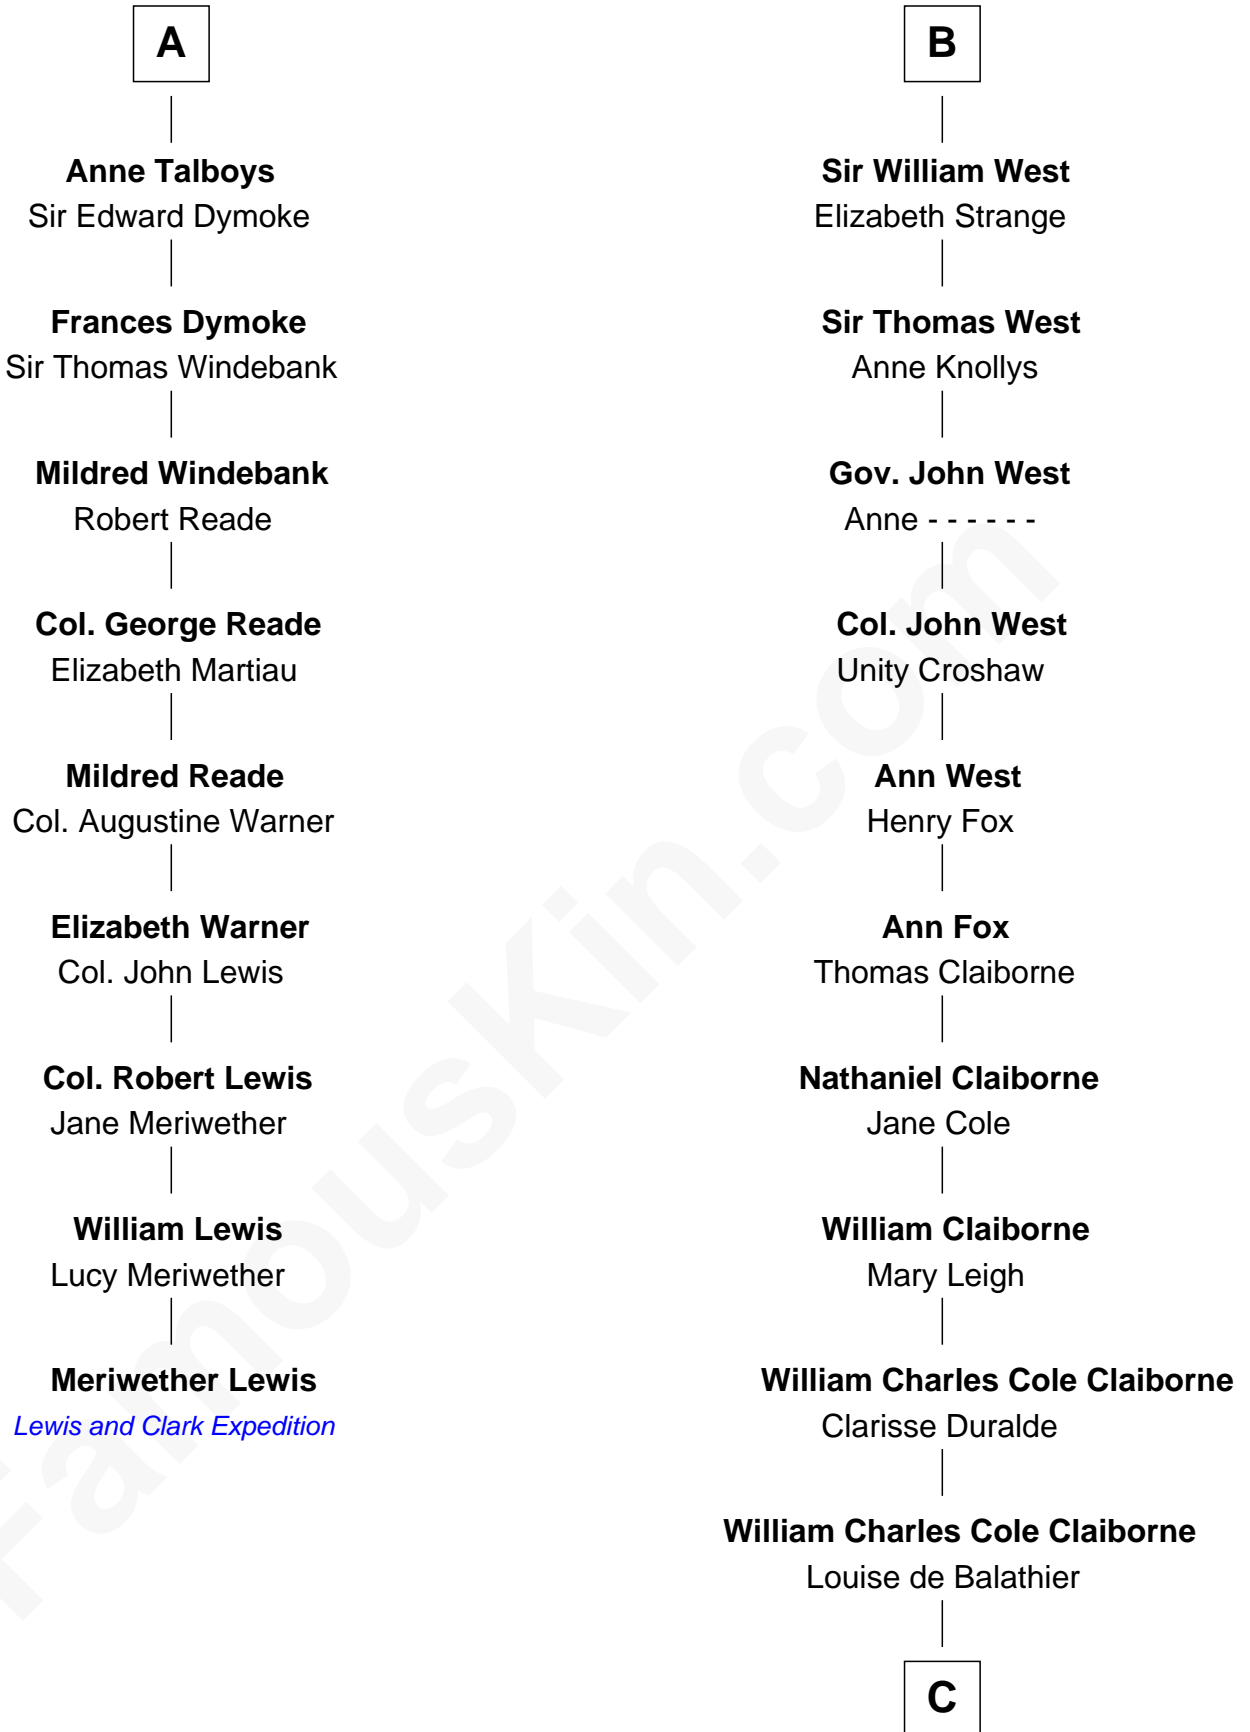 A
Anne Talboys
Sir Edward Dymoke
Frances Dymoke
Sir Thomas Windebank
Mildred Windebank
Robert Reade
Col. George Reade
Elizabeth Martiau
Mildred Reade
Col. Augustine Warner
Elizabeth Warner
Col. John Lewis
Col. Robert Lewis
Jane Meriwether
William Lewis
Lucy Meriwether
Meriwether Lewis
Lewis and Clark Expedition
B
Sir William West
Elizabeth Strange
Sir Thomas West
Anne Knollys
Gov. John West
Anne - - - - - -
Col. John West
Unity Croshaw
Ann West
Henry Fox
Ann Fox
Thomas Claiborne
Nathaniel Claiborne
Jane Cole
William Claiborne
Mary Leigh
William Charles Cole Claiborne
Clarisse Duralde
William Charles Cole Claiborne
Louise de Balathier
C
FamousKin.com